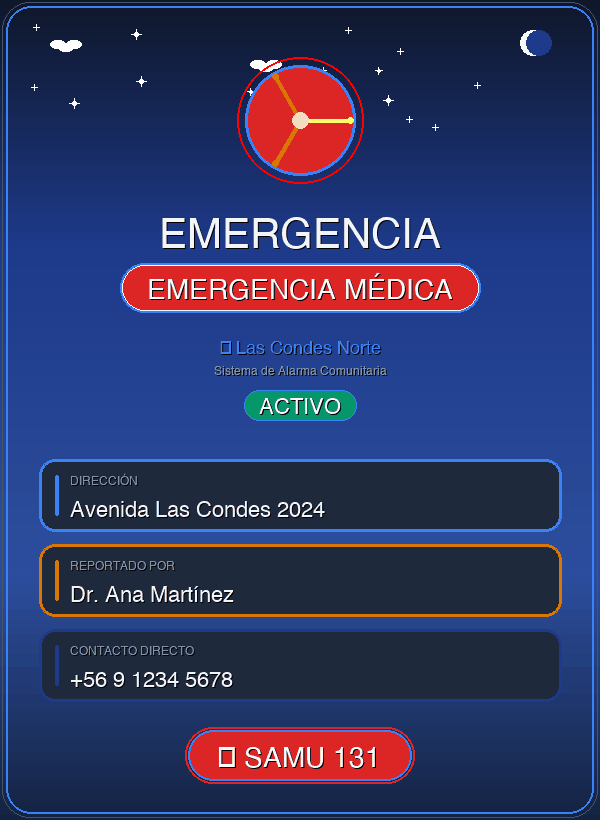 EMERGENCIA
EMERGENCIA MÉDICA
Las Condes Norte
Sistema de Alarma Comunitaria
ACTIVO
DIRECCIÓN
Avenida Las Condes 2024
REPORTADO POR
Dr. Ana Martínez
CONTACTO DIRECTO
+56 9 1234 5678
SAMU 131